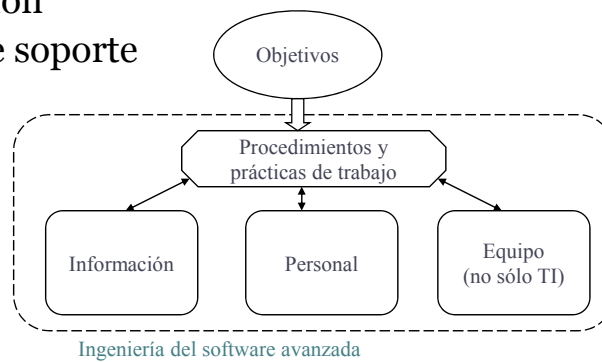 ón
e soporte
Objetivos
Procedimientos y
prácticas de trabajo
Información
Personal
Equipo
(no sólo TI)
Ingeniería del software avanzada